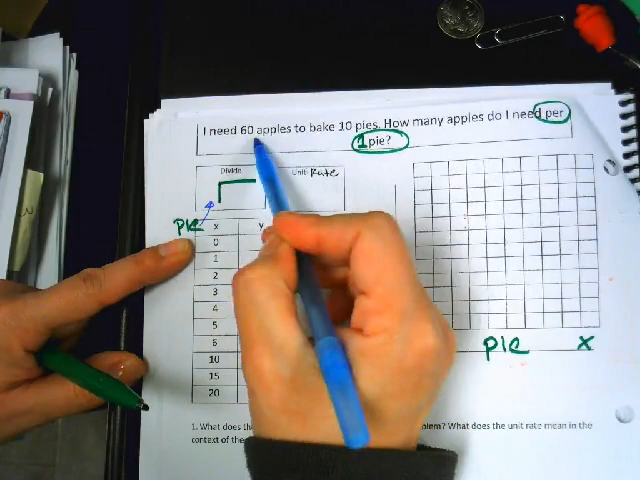 I need 60 apples to bake 10 pies. How many apples do I need per
1 pie?
Divide
Unit Rate
pie
x y
0
1
2
3
4
5
6
10
15
20
pie x
1. What does the
olem? What does the unit rate mean in the
context of the